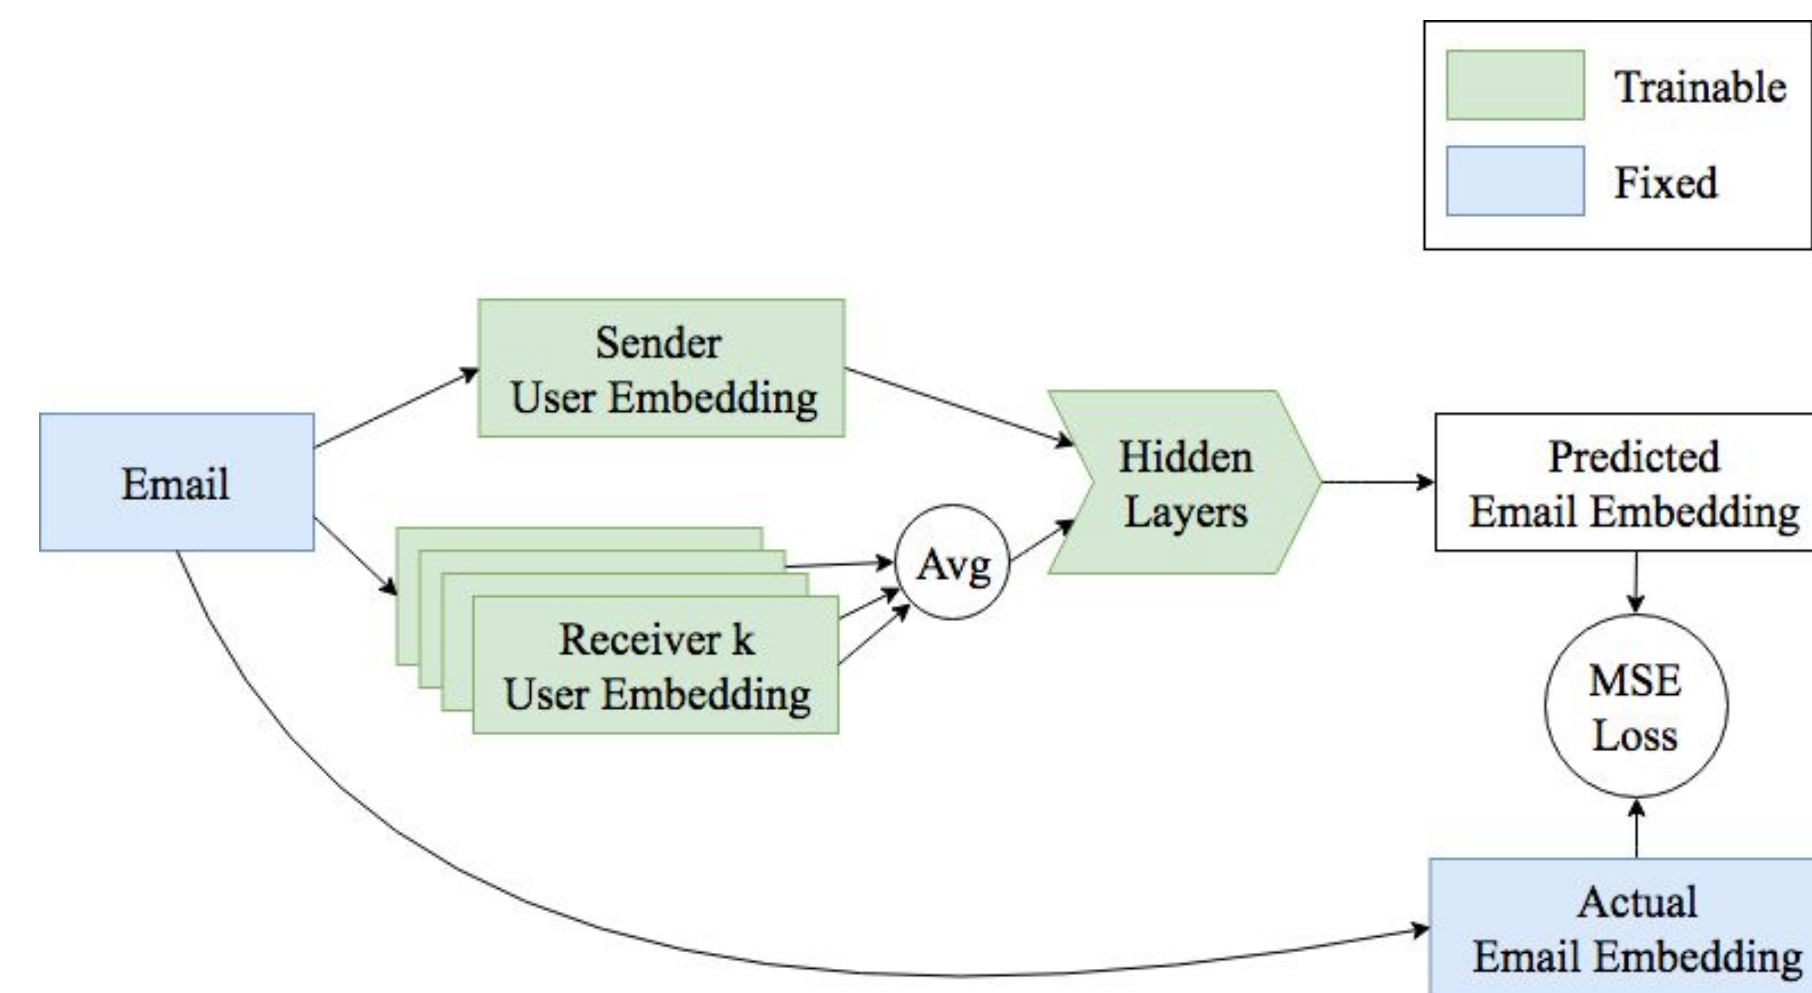 Trainable
Fixed
Sender
User Embedding
Email
Hidden
Layers
Predicted
Email Embedding
Avg
Receiver k
User Embedding
MSE
Loss
Actual
Email Embedding